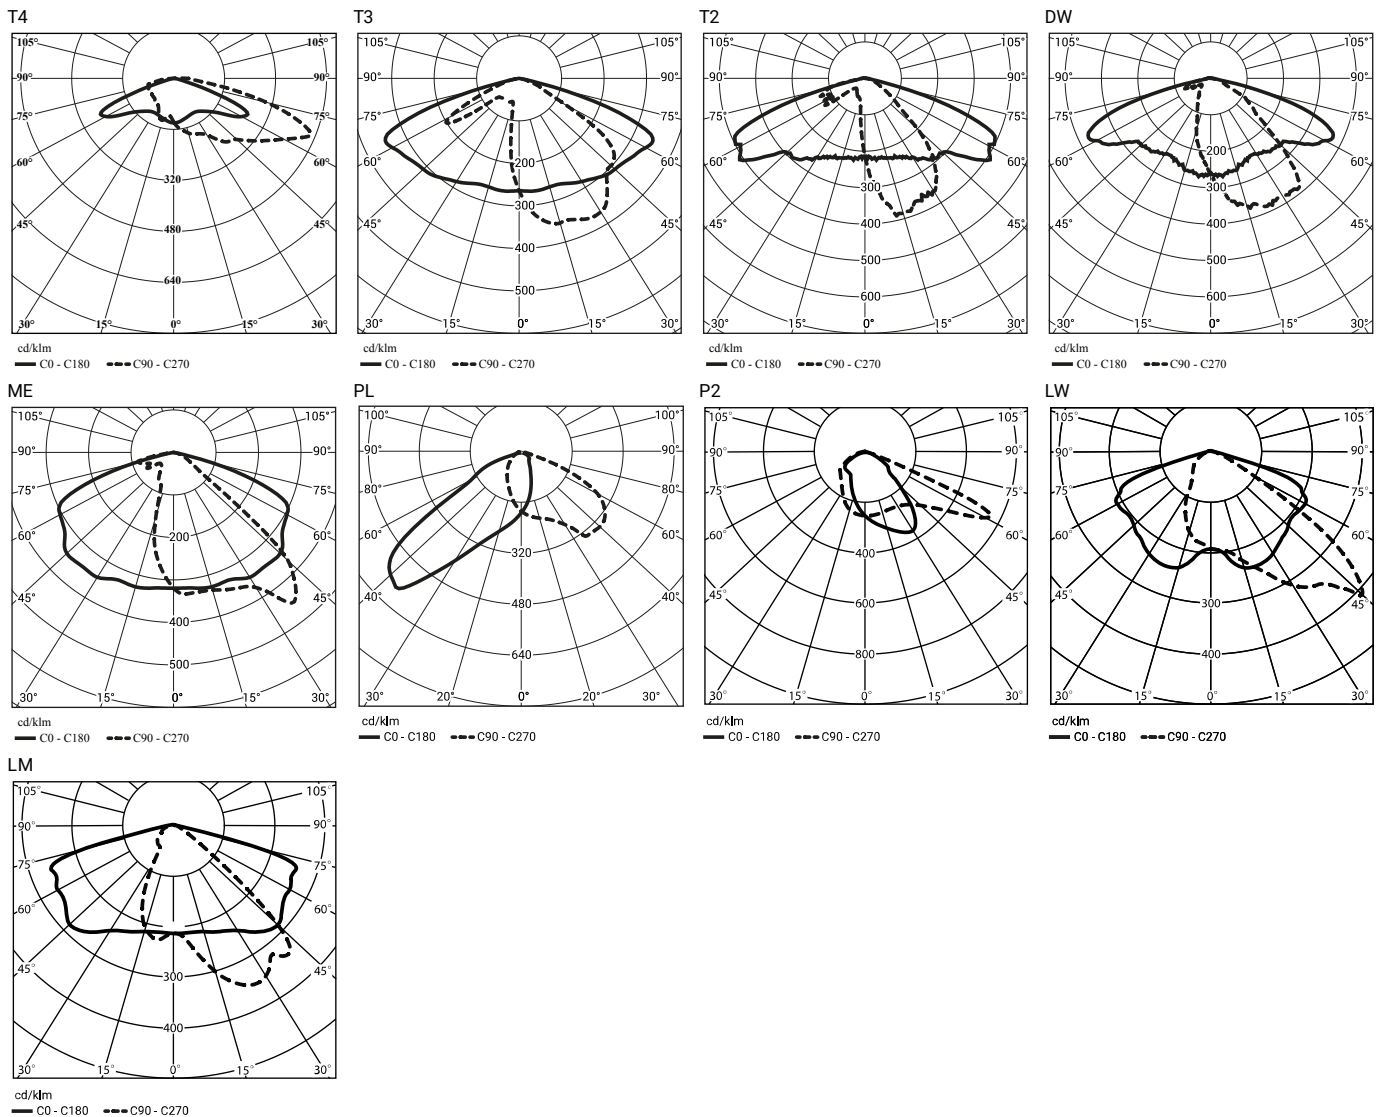 T4 T3 T2 DW
105° 105° 105° 105° 105° 105° 105° 105°
90° 90° 90° 90° 90° 90° 90° 90°
75° 75° 75° 75° 75° 75° 75° 75°
60° 320 60° 60° 200 60° 60° 60° 60° 200 60°
300 300 300
45° 480 45° 45° 400 45° 45° 400 45° 45° 400 45°
640 500 500 500
600 600
30° 15° 0° 15° 30° 30° 15° 0° 15° 30° 30° 15° 0° 15° 30° 30° 15° 0° 15° 30°
cd/klm cd/klm cd/klm cd/klm
C0 - C180 C90 - C270 C0 - C180 C90 - C270 C0 - C180 C90 - C270 C0 - C180 C90 - C270
ME PL P2 LW
105° 105° 100° 100° 105° 105° 105° 105°
90° 90° 90° 90° 90° 90° 90° 90°
75° 75° 80° 80° 75° 75° 75° 75°
60° 200 60° 60° 320 60° 60° 400 60° 60° 60°
45° 400 45° 40° 480 40° 45° 600 45° 45° 300 45°
500 640 800 400
30° 15° 0° 15° 30° 30° 20° 0° 20° 30° 30° 15° 0° 15° 30° 30° 15° 0° 15° 30°
cd/klm cd/klm cd/klm cd/klm
C0 - C180 C90 - C270 C0 - C180 C90 - C270 C0 - C180 C90 - C270 C0 - C180 C90 - C270
LM
105° 105°
90° 90°
75° 75°
60° 60°
45° 300 45°
400
30° 15° 0° 15° 30°
cd/klm
C0 - C180 C90 - C270